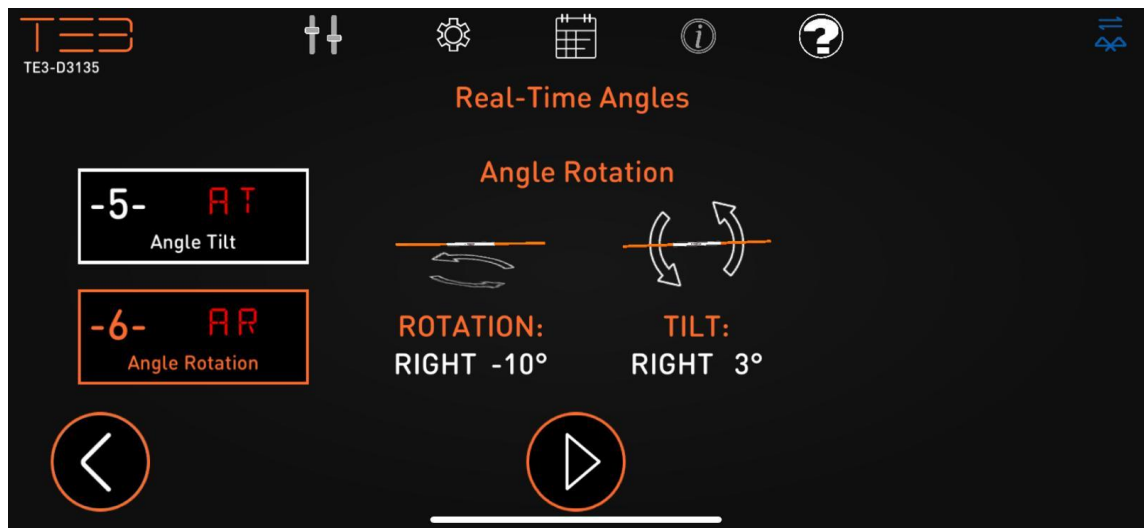 TE3
TE3-D3135
Real-Time Angles
-5- AT
Angle Tilt
-6- AR
Angle Rotation
Angle Rotation
ROTATION:
RIGHT -10°
TILT:
RIGHT 3°